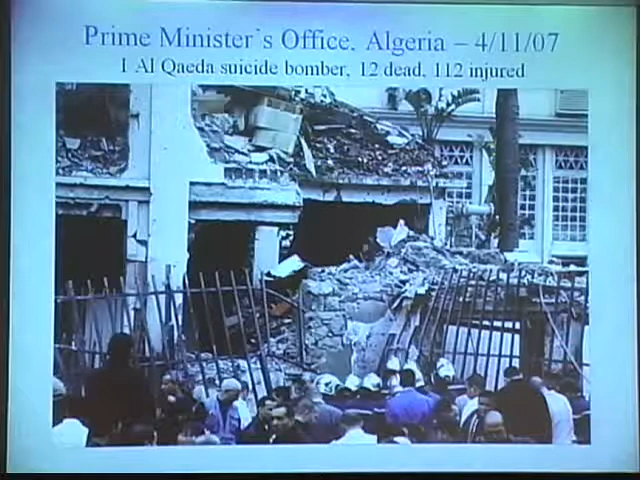 Prime Minister`s Office, Algeria – 4/11/07
1 Al Qaeda suicide bomber, 12 dead, 112 injured